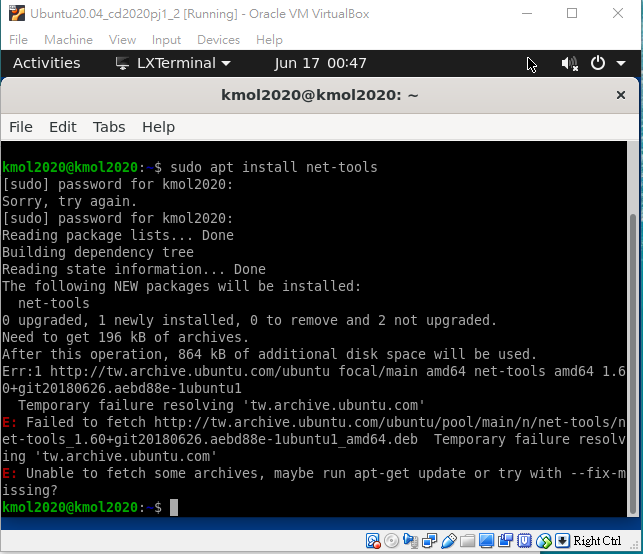 Ubuntu20.04_cd2020pj1_2 [Running] - Oracle VM VirtualBox
File Machine View Input Devices Help
Activities LXTerminal Jun 17 00:47
kmol2020@kmol2020: ~
File Edit Tabs Help
kmol2020@kmol2020:~$ sudo apt install net-tools
[sudo] password for kmol2020:
Sorry, try again.
[sudo] password for kmol2020:
Reading package lists... Done
Building dependency tree
Reading state information... Done
The following NEW packages will be installed:
  net-tools
0 upgraded, 1 newly installed, 0 to remove and 2 not upgraded.
Need to get 196 kB of archives.
After this operation, 864 kB of additional disk space will be used.
Err:1 http://tw.archive.ubuntu.com/ubuntu focal/main amd64 net-tools amd64 1.6
0+git20180626.aebd88e-1ubuntu1
  Temporary failure resolving 'tw.archive.ubuntu.com'
E: Failed to fetch http://tw.archive.ubuntu.com/ubuntu/pool/main/n/net-tools/n
et-tools_1.60+git20180626.aebd88e-1ubuntu1_amd64.deb  Temporary failure resolv
ing 'tw.archive.ubuntu.com'
E: Unable to fetch some archives, maybe run apt-get update or try with --fix-m
issing?
kmol2020@kmol2020:~$
Right Ctrl